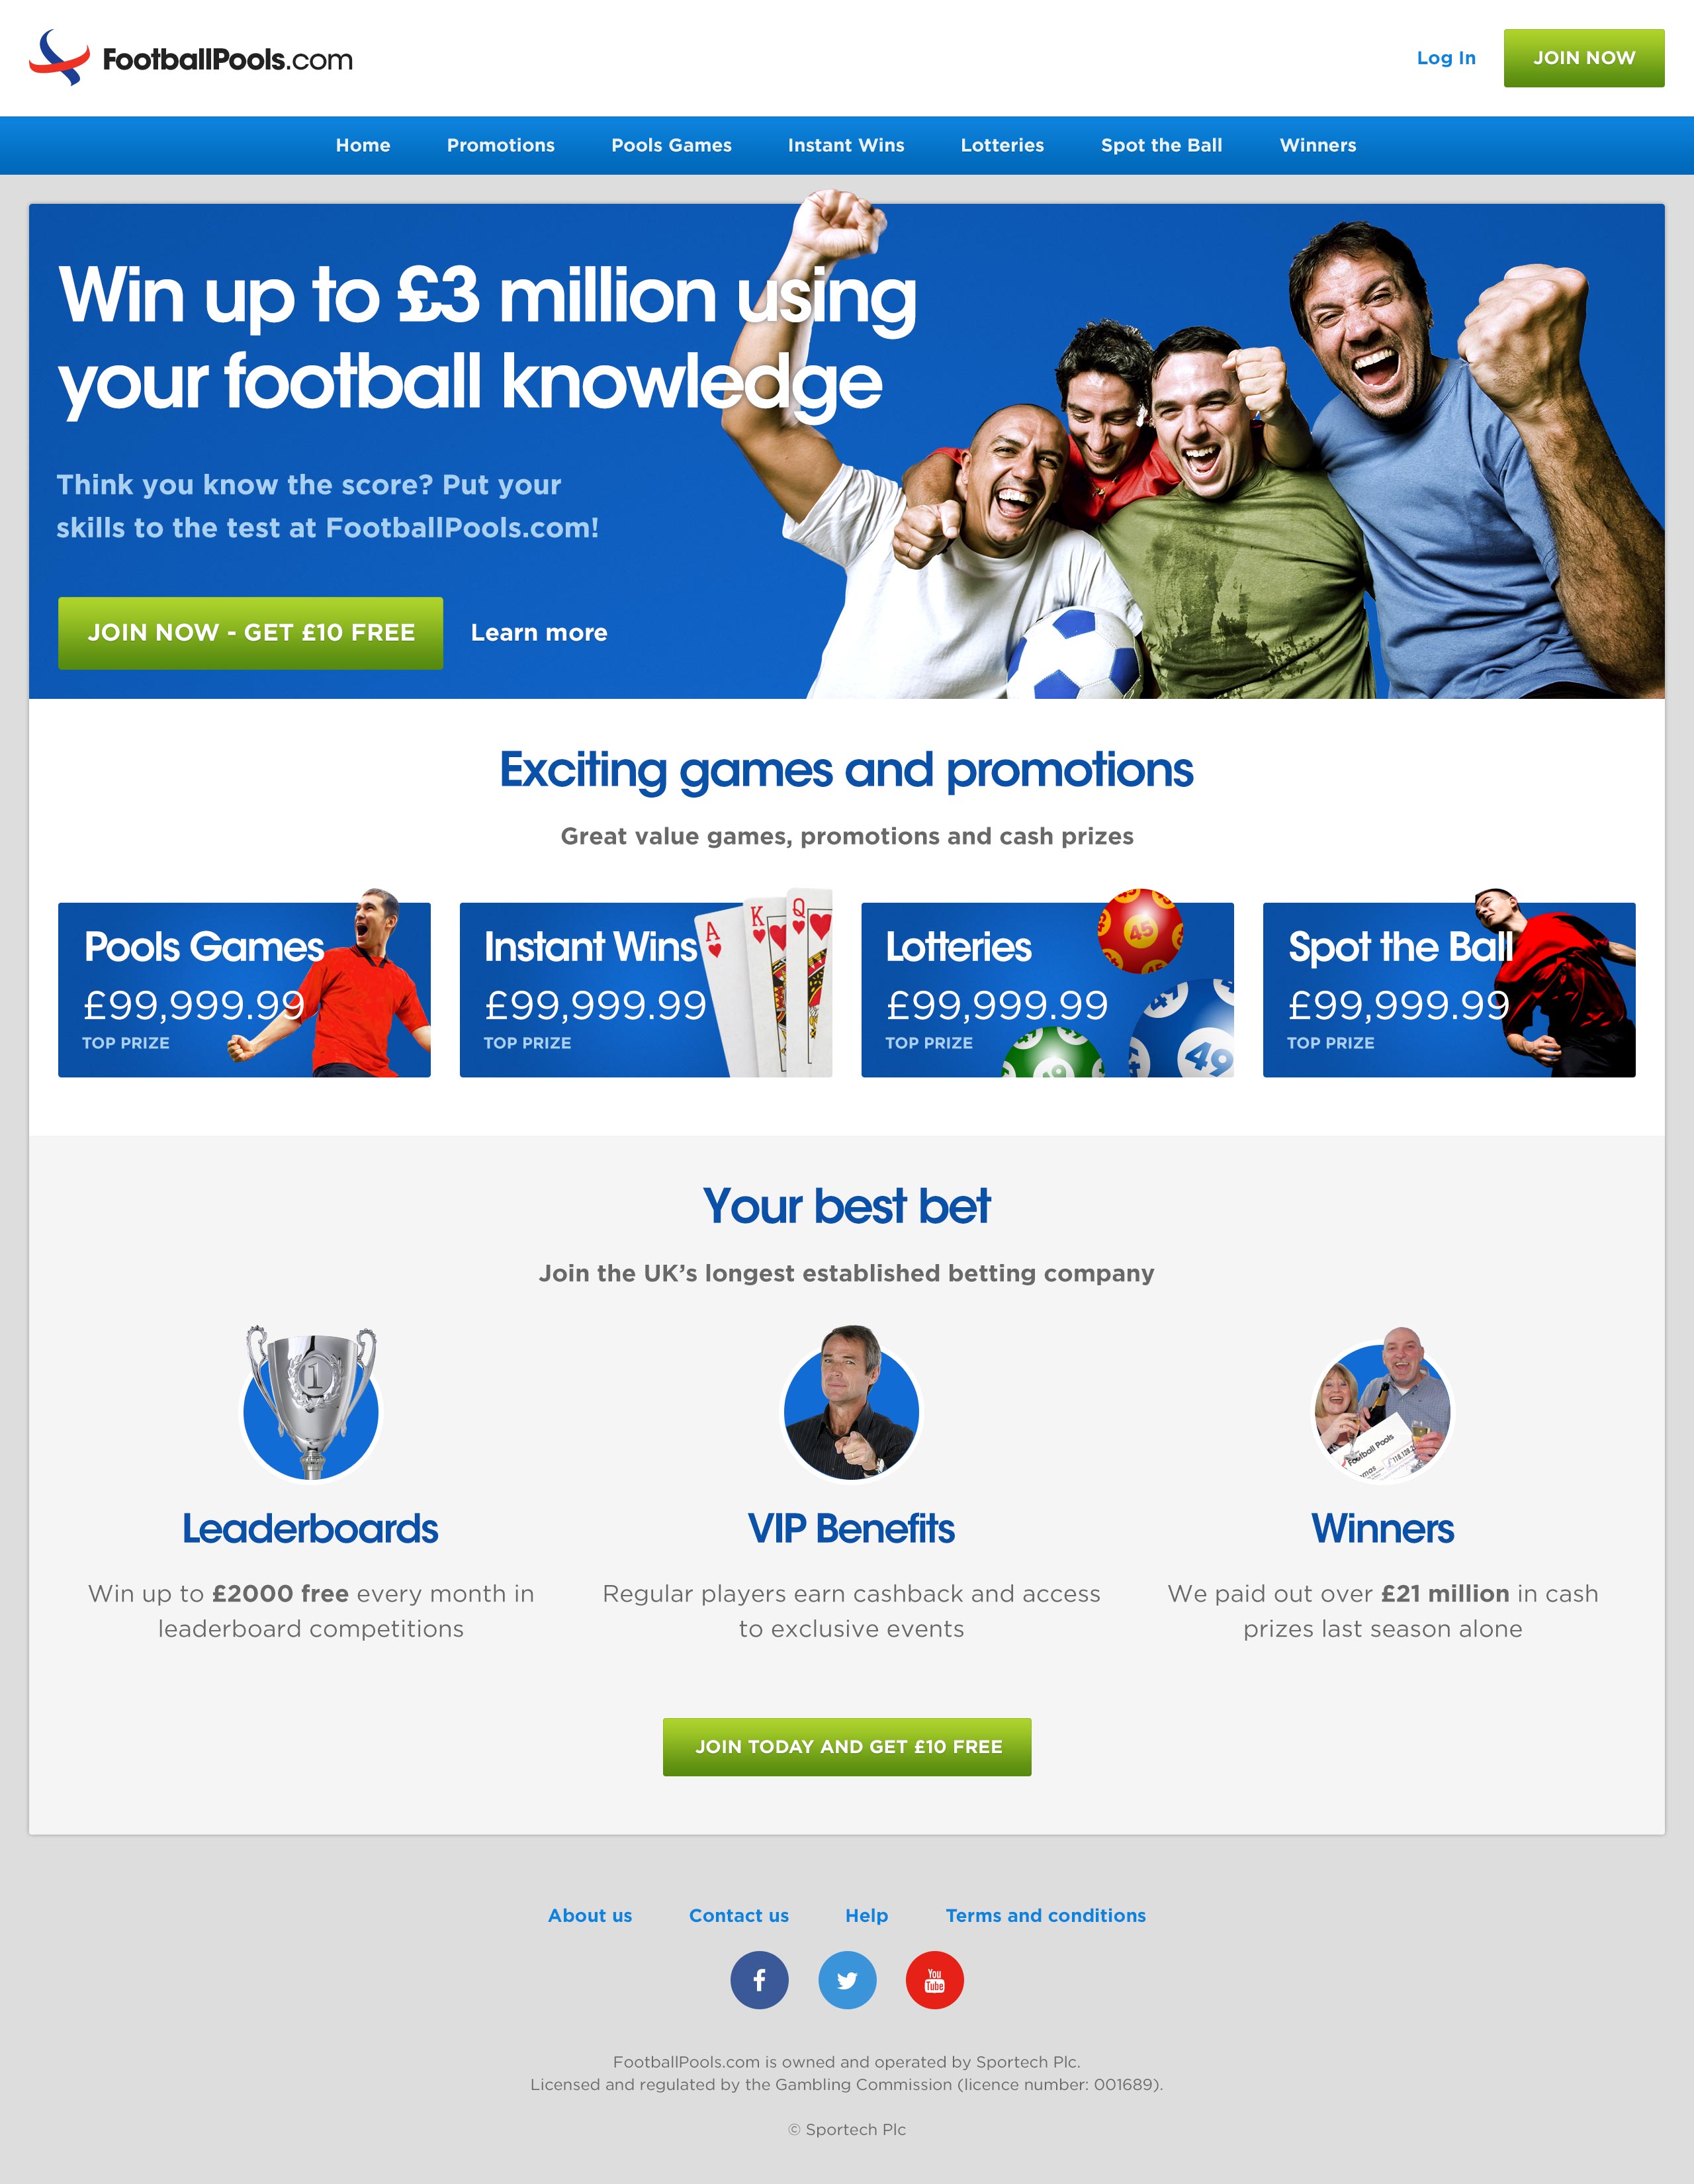 FootballPools.com
Log In
JOIN NOW
Home
Promotions
Pools Games
Instant Wins
Lotteries
Spot the Ball
Winners
Win up to £3 million using
your football knowledge
Think you know the score? Put your
skills to the test at FootballPools.com!
JOIN NOW - GET £10 FREE
Learn more
Exciting games and promotions
Great value games, promotions and cash prizes
Pools Games
£99,999.99
TOP PRIZE
Instant Wins
£99,999.99
TOP PRIZE
A
K
Q
Lotteries
£99,999.99
TOP PRIZE
45
49
Spot the Ball
£99,999.99
TOP PRIZE
Your best bet
Join the UK’s longest established betting company
1
Football Pools
Leaderboards
Win up to £2000 free every month in
leaderboard competitions
VIP Benefits
Regular players earn cashback and access
to exclusive events
Winners
We paid out over £21 million in cash
prizes last season alone
JOIN TODAY AND GET £10 FREE
About us
Contact us
Help
Terms and conditions
f
You
Tube
FootballPools.com is owned and operated by Sportech Plc.
Licensed and regulated by the Gambling Commission (licence number: 001689).
© Sportech Plc